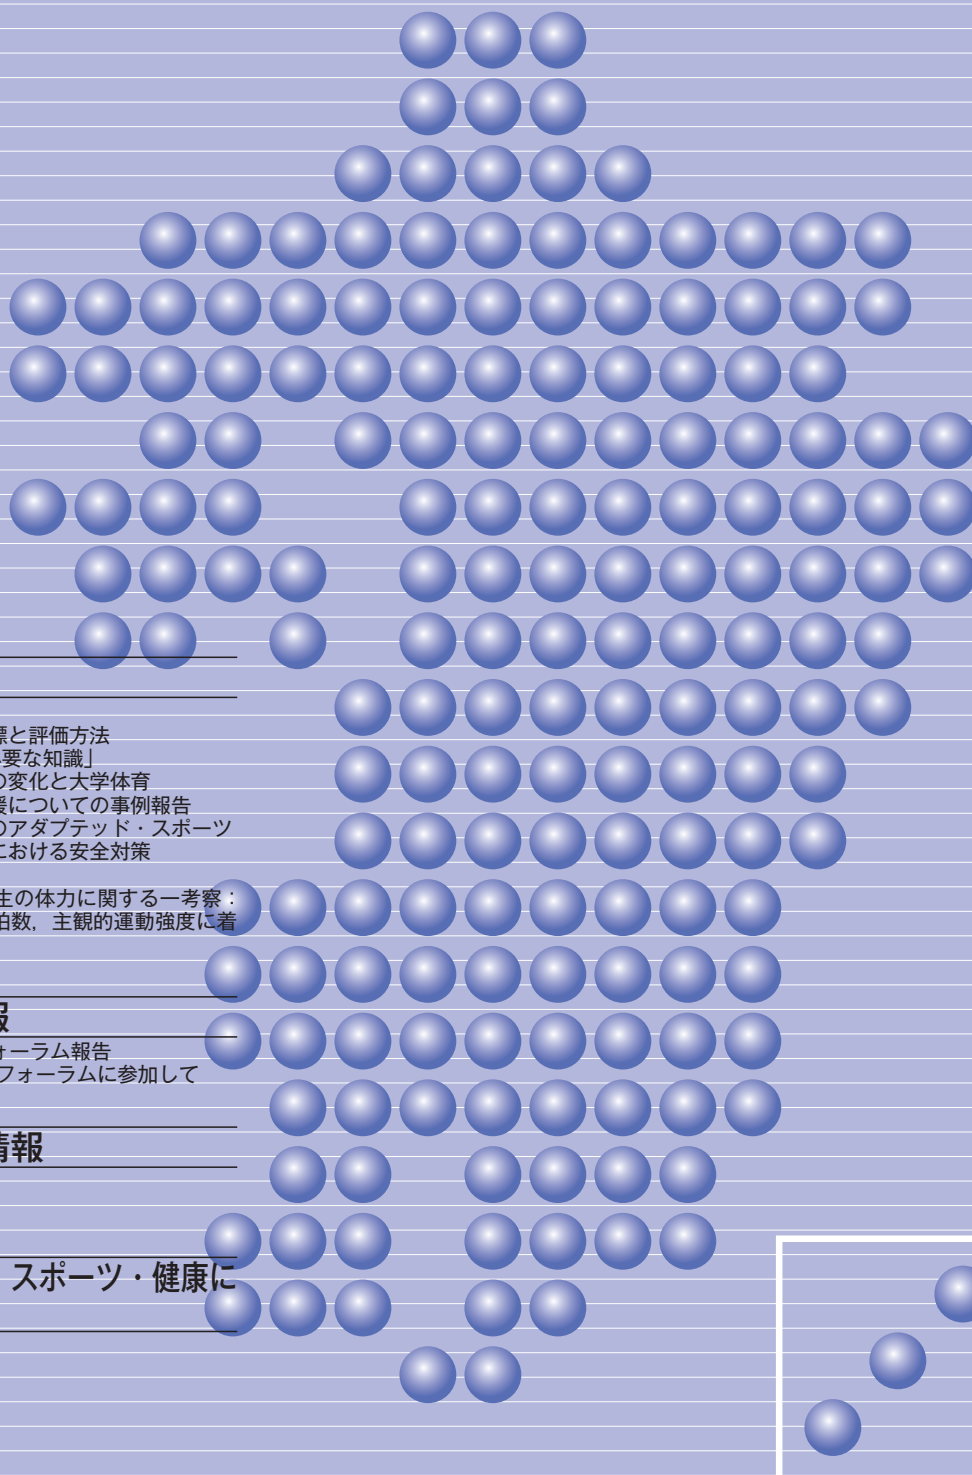 標と評価方法
要な知識」
の変化と大学体育
援についての事例報告
のアダプテッド・スポーツ
における安全対策
生の体力に関する一考察：
拍数，主観的運動強度に着
報
ォーラム報告
フォーラムに参加して
情報
スポーツ・健康に